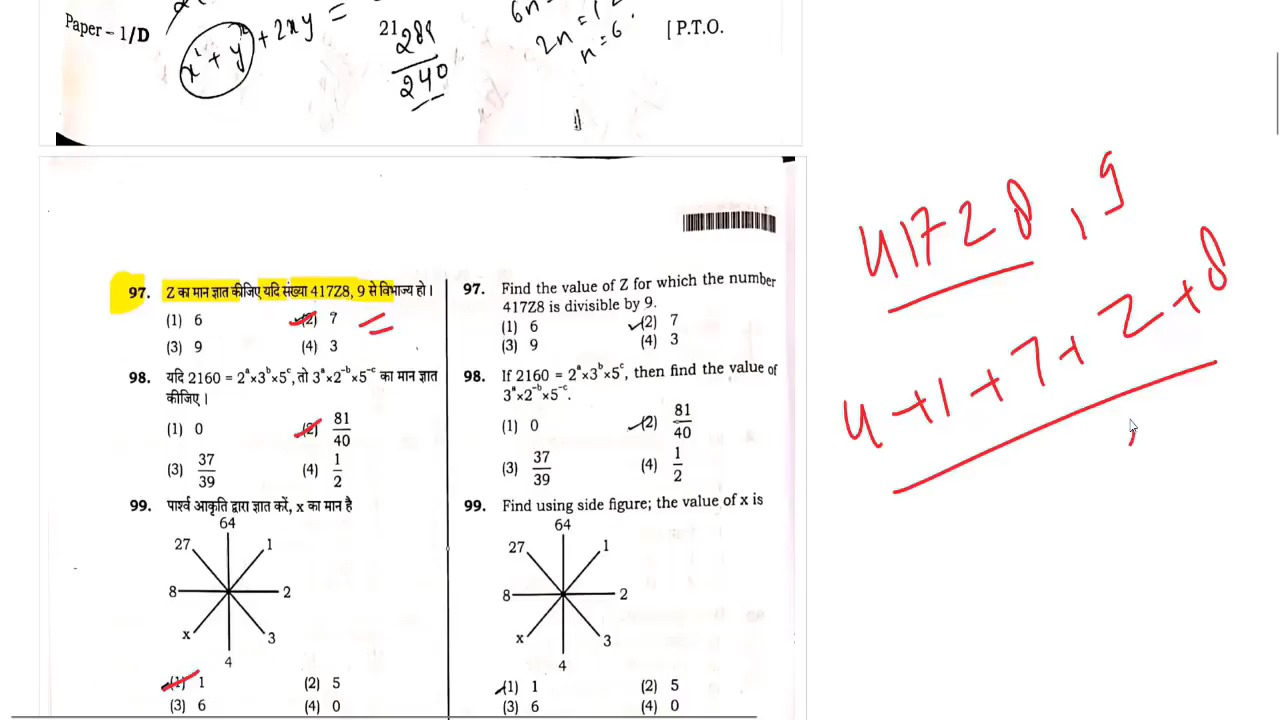 Paper – 1/D
x² + y² + 2xy =
21
289
240
2n = 12
n = 6
[ P.T.O.
41728 , 9
4 + 1 + 7 + Z + 8
97. Z का मान ज्ञात कीजिए यदि संख्या 417Z8, 9 से विभाज्य हो।
(1) 6 (2) 7
(3) 9 (4) 3
98. यदि 2160 = 2ᵃ×3ᵇ×5ᶜ, तो 3ᵃ×2⁻ᵇ×5⁻ᶜ का मान ज्ञात
कीजिए।
(1) 0 (2) 81/40
(3) 37/39 (4) 1/2
99. पार्श्व आकृति द्वारा ज्ञात करें, x का मान है
64
27 1
8 2
x 3
4
(1) 1 (2) 5
(3) 6 (4) 0
97. Find the value of Z for which the number
417Z8 is divisible by 9.
(1) 6 (2) 7
(3) 9 (4) 3
98. If 2160 = 2ᵃ×3ᵇ×5ᶜ, then find the value of
3ᵃ×2⁻ᵇ×5⁻ᶜ.
(1) 0 (2) 81/40
(3) 37/39 (4) 1/2
99. Find using side figure; the value of x is
64
27 1
8 2
x 3
4
(1) 1 (2) 5
(3) 6 (4) 0